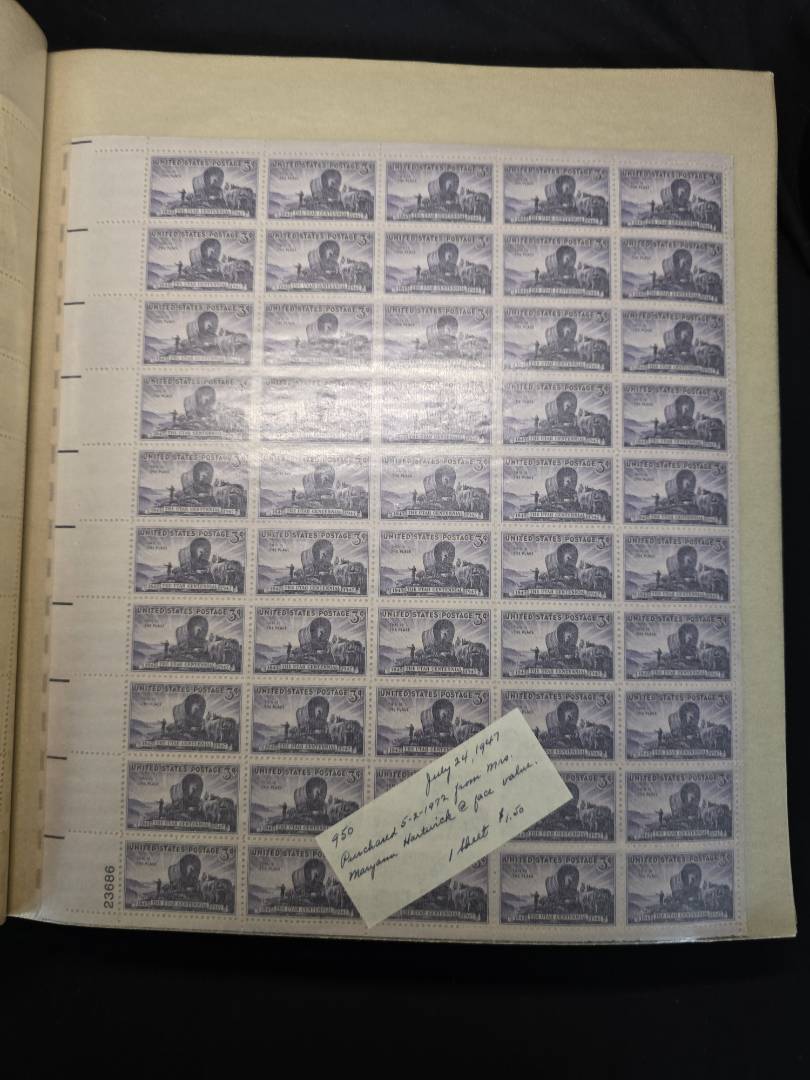 UNITED STATES POSTAGE 3¢
THIS IS
THE PLACE
1847 THE UTAH CENTENNIAL 1947
950 July 24, 1947
Purchased 5-2-1972 from Mrs.
Maryann Hartwick @ face value.
1 Sheet $1.50
23686